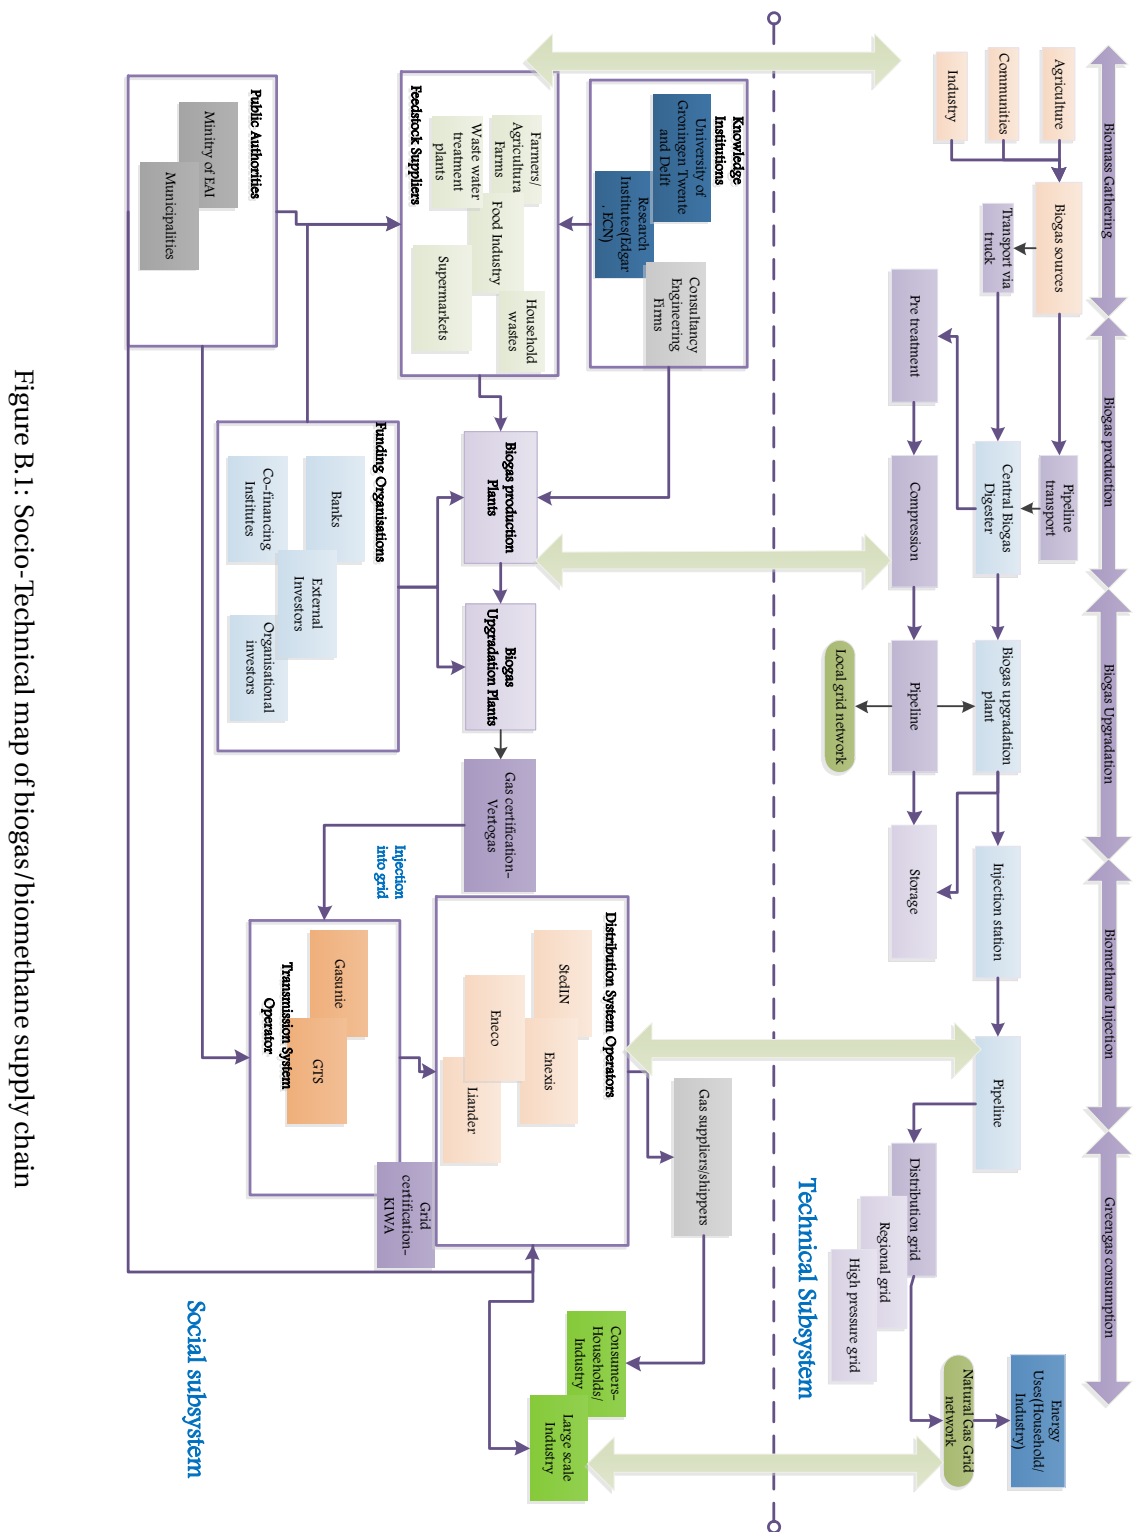 Biomass Gathering
Biogas production
Biogas Upgradation
Biomethane Injection
Greengas consumption
Agriculture
Communities
Industry
Biogas sources
Transport via
truck
Pipeline
transport
Central Biogas
Digester
Pre treatment
Compression
Biogas upgradation
plant
Pipeline
Local grid network
Injection station
Storage
Pipeline
Distribution grid
Regional grid
High pressure grid
Energy
Uses(Household/
Industry)
Natural Gas Grid
network
Technical Subsystem
Knowledge
Institutions
University of
Groningen Twente
and Delft
Research
Institutes(Edgar
, ECN)
Consultancy
Engineering
Firms
Farmers/
Agricultura
Farms
Waste water
treatment
plants
Food Industry
Household
wastes
Supermarkets
Feedstock Suppliers
Public Authorities
Minitry of EAI
Municipalities
Biogas production
Plants
Biogas
Upgradation Plants
Funding Organisations
Banks
Co-financing
Institutes
External
Investors
Organisational
investors
Gas certification-
Vertogas
Injection
into grid
Distribution System Operators
StedIN
Eneco
Enexis
Liander
Gasunie
GTS
Transmission System
Operator
Grid
certification-
KIWA
Gas suppliers/shippers
Consumers-
Households/
Industry
Large scale
Industry
Social subsystem
Figure B.1: Socio-Technical map of biogas/biomethane supply chain